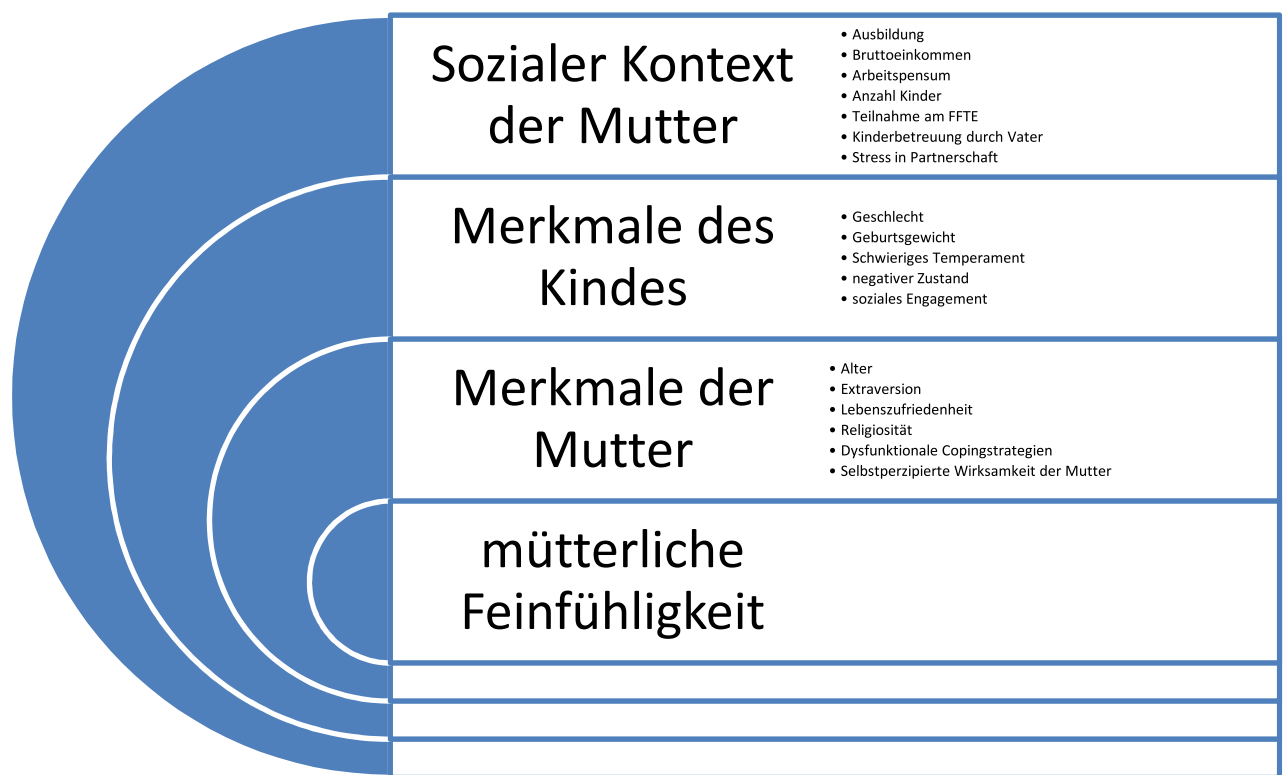 Sozialer Kontext
der Mutter
• Ausbildung
• Bruttoeinkommen
• Arbeitspensum
• Anzahl Kinder
• Teilnahme am FFTE
• Kinderbetreuung durch Vater
• Stress in Partnerschaft
Merkmale des
Kindes
• Geschlecht
• Geburtsgewicht
• Schwieriges Temperament
• negativer Zustand
• soziales Engagement
Merkmale der
Mutter
• Alter
• Extraversion
• Lebenszufriedenheit
• Religiosität
• Dysfunktionale Copingstrategien
• Selbstperzipierte Wirksamkeit der Mutter
mütterliche
Feinfühligkeit